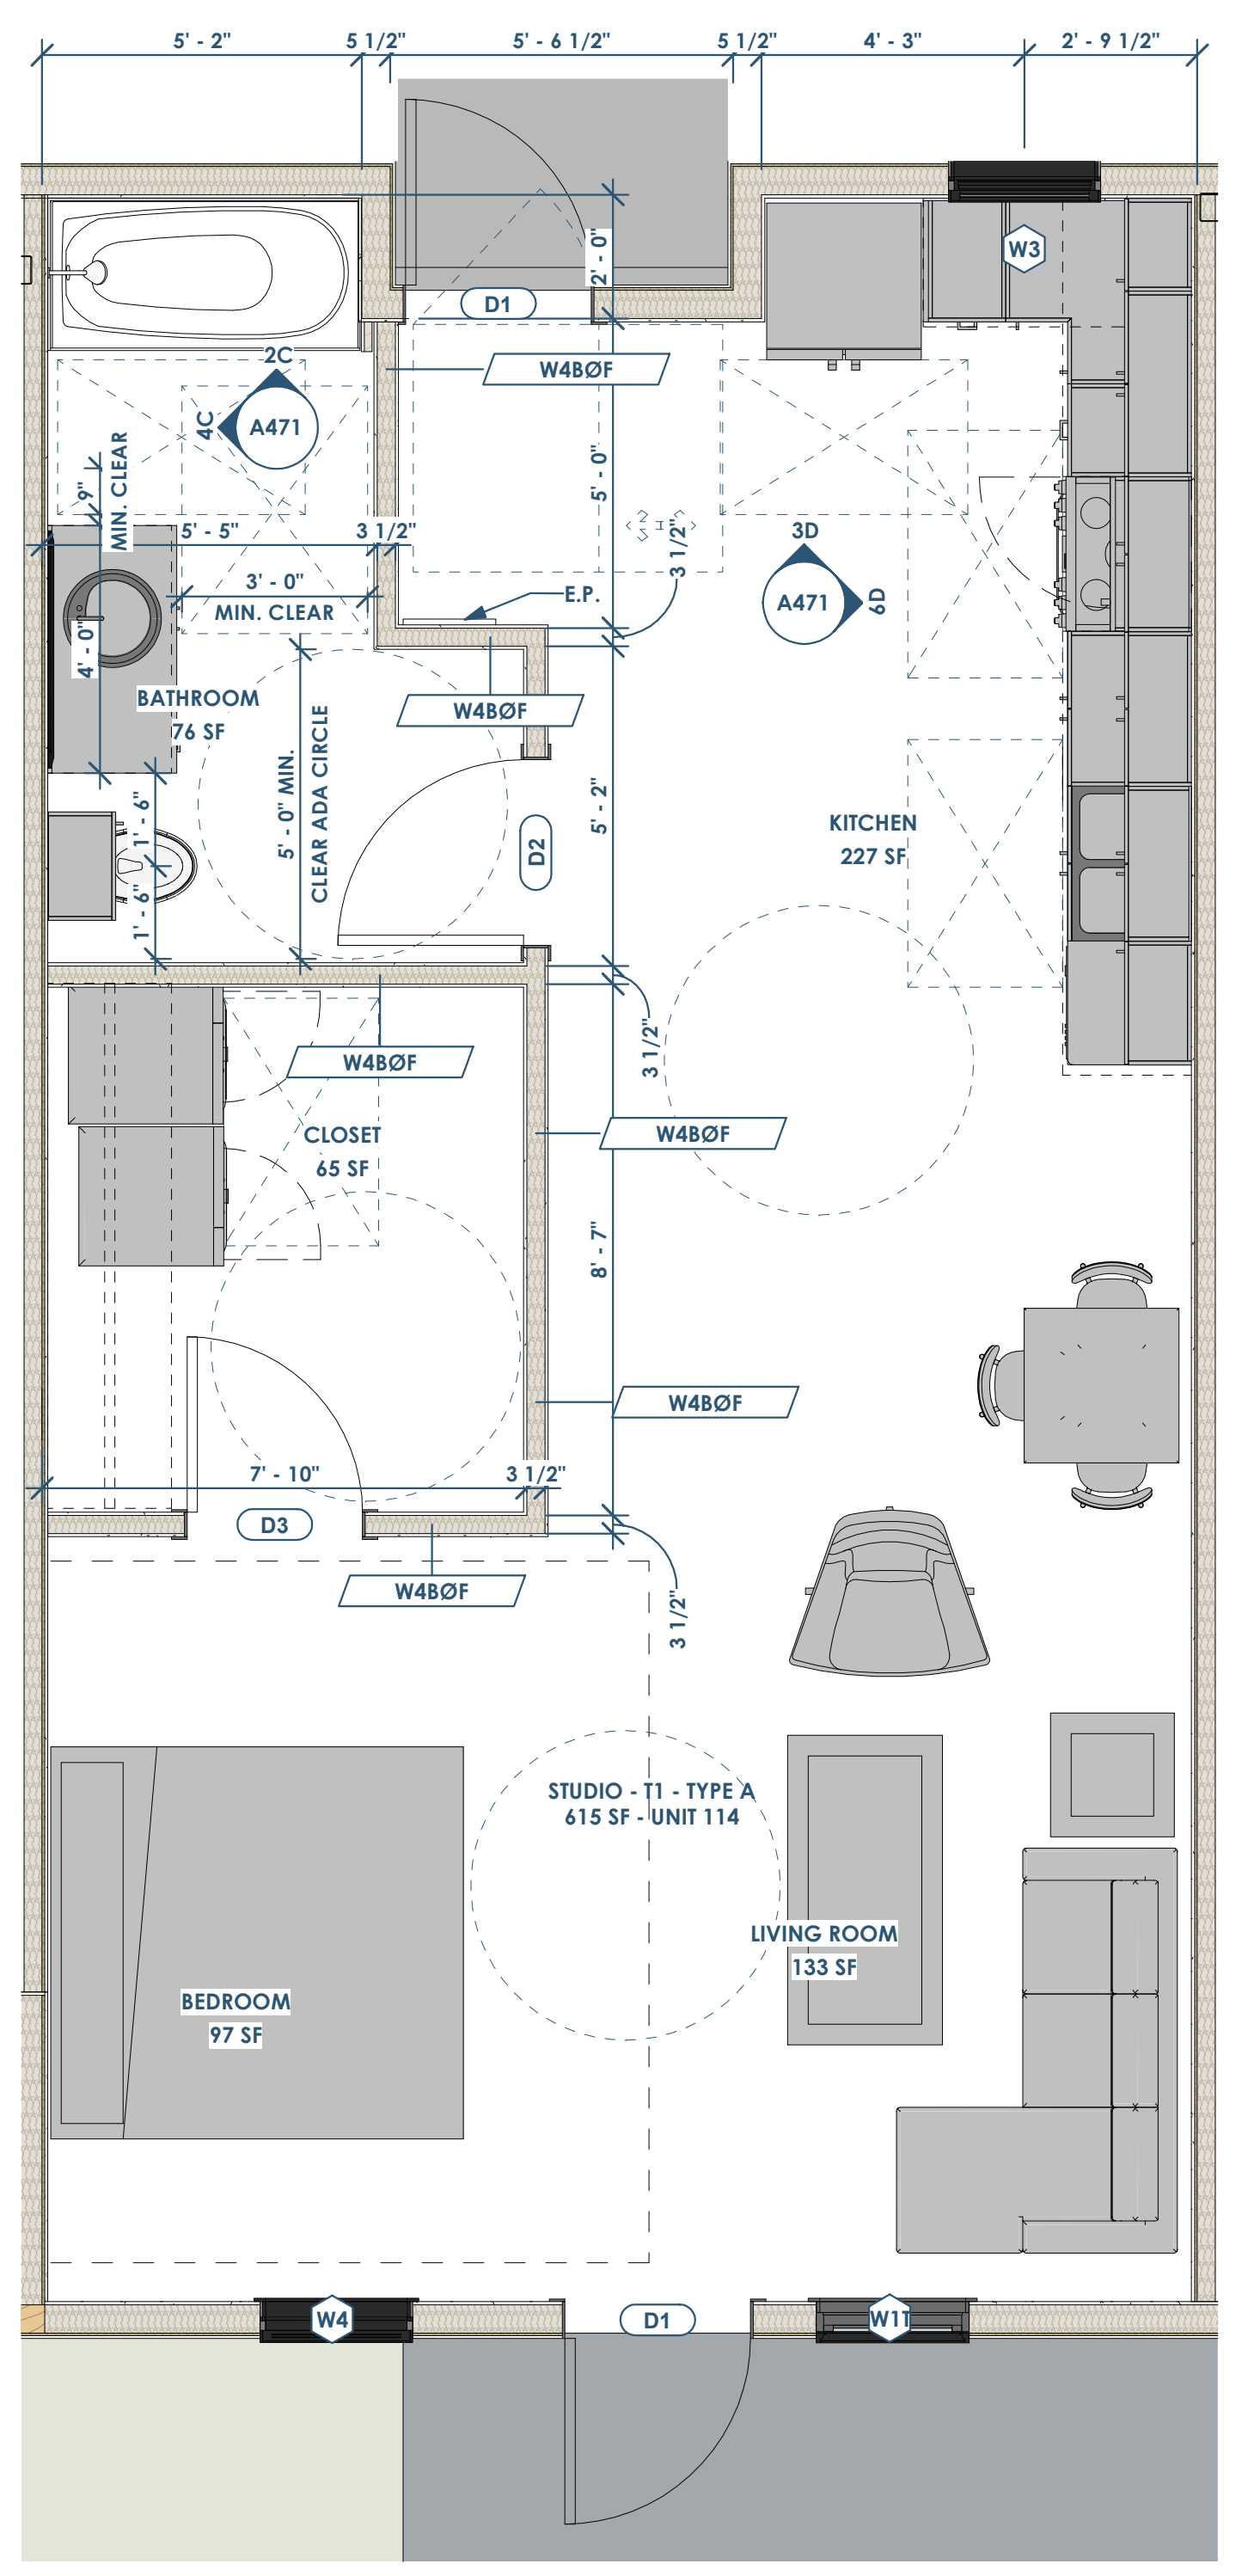 5' - 2" 5 1/2" 5' - 6 1/2" 5 1/2" 4' - 3" 2' - 9 1/2"
2' - 0"
W3
D1
W4BØF
2C
4C
A471
9"
MIN. CLEAR
5' - 0"
5' - 5"
3 1/2"
3 1/2"
3D
A471
6D
3' - 0"
MIN. CLEAR
E.P.
4' - 0"
BATHROOM
76 SF
W4BØF
5' - 0" MIN.
CLEAR ADA CIRCLE
1' - 6"
1' - 6"
D2
5' - 2"
KITCHEN
227 SF
3 1/2"
W4BØF
CLOSET
65 SF
W4BØF
8' - 7"
W4BØF
7' - 10"
3 1/2"
D3
W4BØF
3 1/2"
STUDIO - T1 - TYPE A
615 SF - UNIT 114
LIVING ROOM
133 SF
BEDROOM
97 SF
W4
D1
W1T